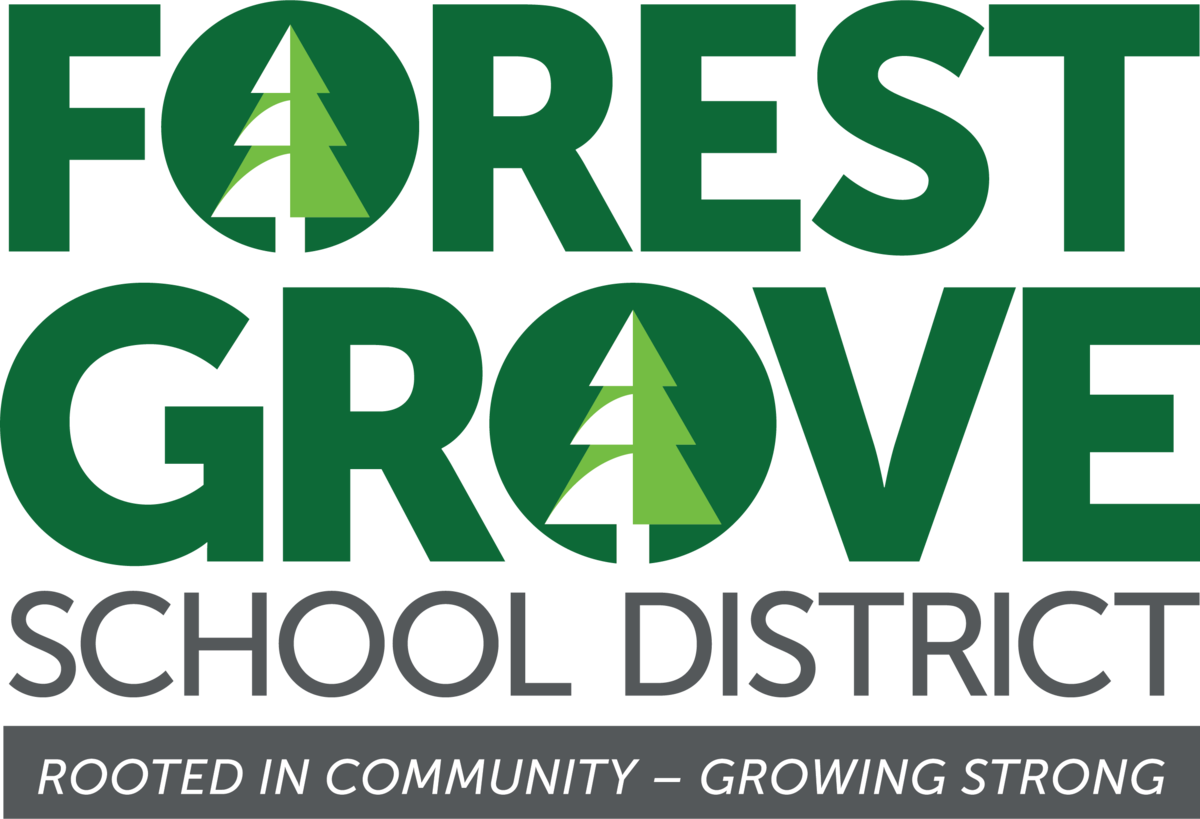 FOREST
GROVE
SCHOOL DISTRICT
ROOTED IN COMMUNITY – GROWING STRONG